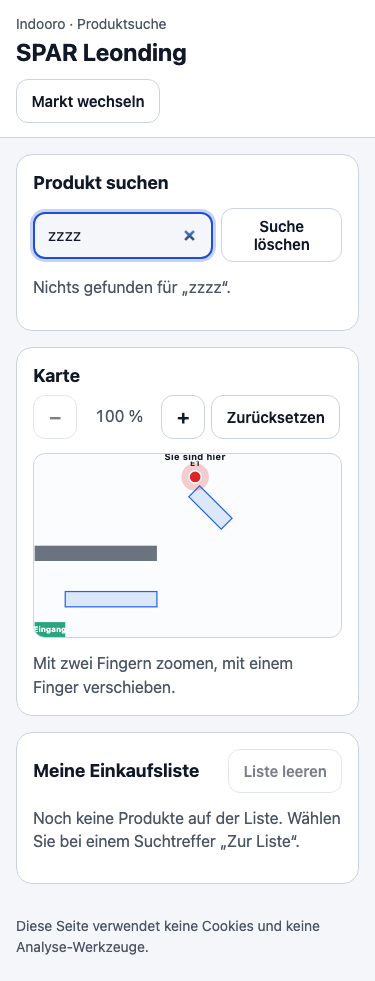 Indooro · Produktsuche
SPAR Leonding
Markt wechseln
Produkt suchen
zzzz
Suche
löschen
Nichts gefunden für „zzzz“.
Karte
100 %
Zurücksetzen
Sie sind hier
Eingang
Mit zwei Fingern zoomen, mit einem
Finger verschieben.
Meine Einkaufsliste
Liste leeren
Noch keine Produkte auf der Liste. Wählen
Sie bei einem Suchtreffer „Zur Liste“.
Diese Seite verwendet keine Cookies und keine
Analyse-Werkzeuge.